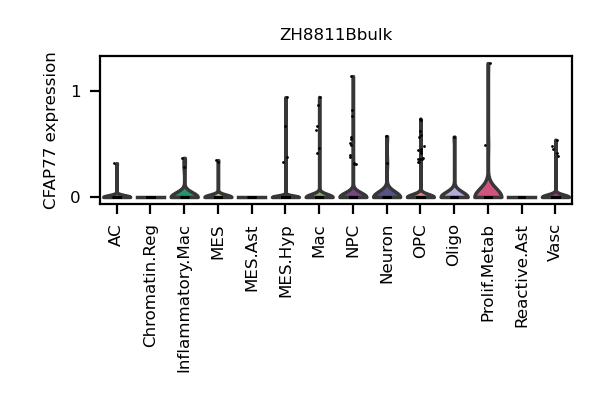 ZH8811Bbulk
CFAP77 expression
1
0
AC
Chromatin.Reg
Inflammatory.Mac
MES
MES.Ast
MES.Hyp
Mac
NPC
Neuron
OPC
Oligo
Prolif.Metab
Reactive.Ast
Vasc